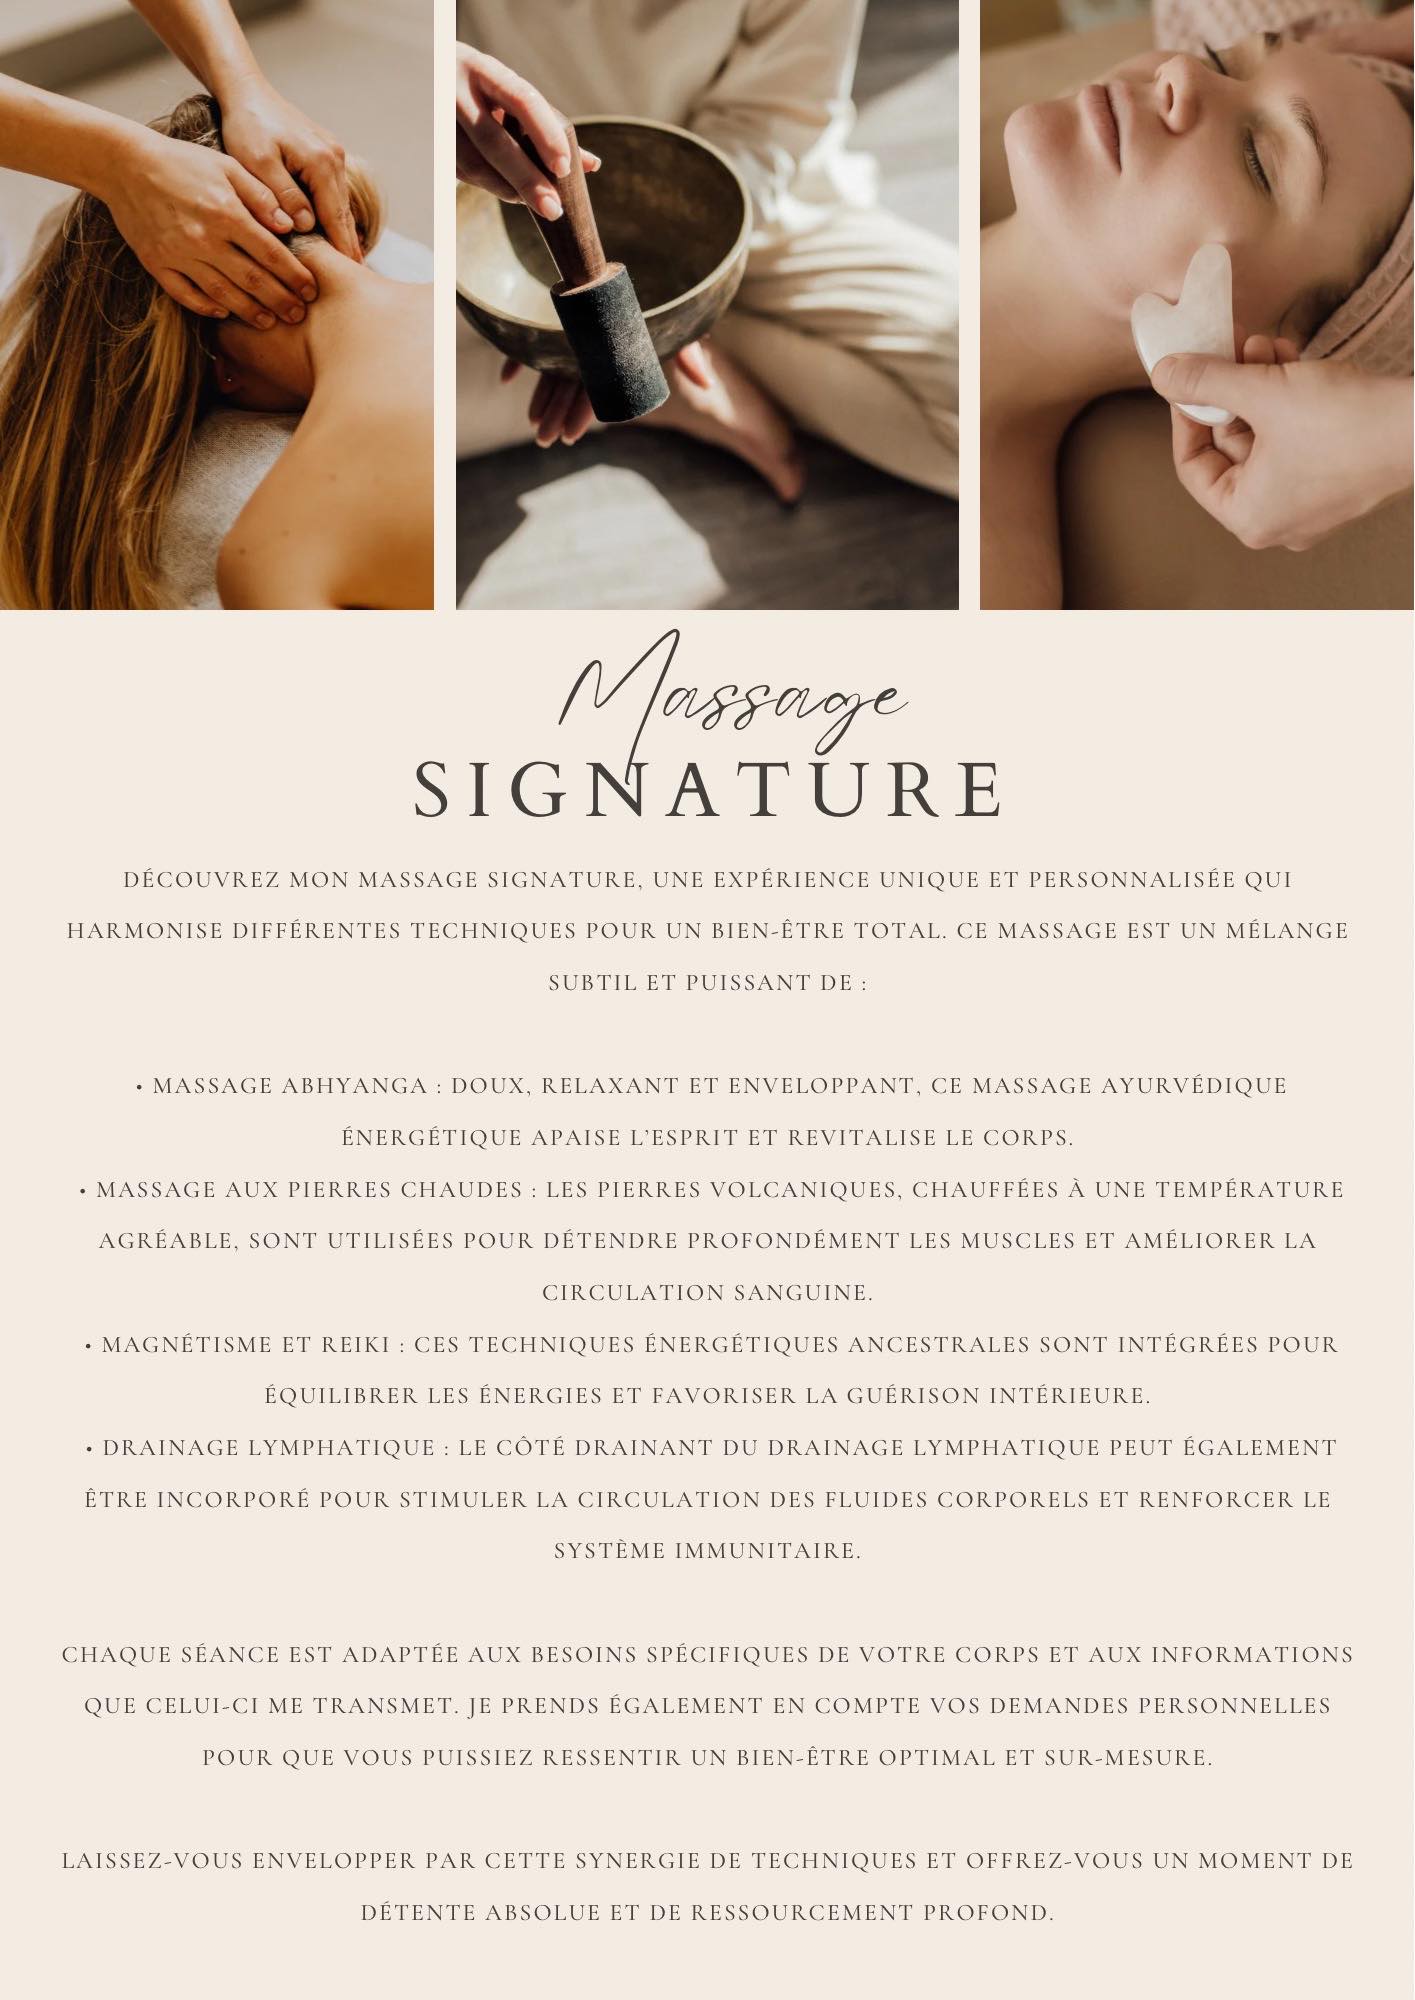 Massage
SIGNATURE
DÉCOUVREZ MON MASSAGE SIGNATURE, UNE EXPÉRIENCE UNIQUE ET PERSONNALISÉE QUI
HARMONISE DIFFÉRENTES TECHNIQUES POUR UN BIEN-ÊTRE TOTAL. CE MASSAGE EST UN MÉLANGE
SUBTIL ET PUISSANT DE :
• MASSAGE ABHYANGA : DOUX, RELAXANT ET ENVELOPPANT, CE MASSAGE AYURVÉDIQUE
ÉNERGÉTIQUE APAISE L’ESPRIT ET REVITALISE LE CORPS.
• MASSAGE AUX PIERRES CHAUDES : LES PIERRES VOLCANIQUES, CHAUFFÉES À UNE TEMPÉRATURE
AGRÉABLE, SONT UTILISÉES POUR DÉTENDRE PROFONDÉMENT LES MUSCLES ET AMÉLIORER LA
CIRCULATION SANGUINE.
• MAGNÉTISME ET REIKI : CES TECHNIQUES ÉNERGÉTIQUES ANCESTRALES SONT INTÉGRÉES POUR
ÉQUILIBRER LES ÉNERGIES ET FAVORISER LA GUÉRISON INTÉRIEURE.
• DRAINAGE LYMPHATIQUE : LE CÔTÉ DRAINANT DU DRAINAGE LYMPHATIQUE PEUT ÉGALEMENT
ÊTRE INCORPORÉ POUR STIMULER LA CIRCULATION DES FLUIDES CORPORELS ET RENFORCER LE
SYSTÈME IMMUNITAIRE.
CHAQUE SÉANCE EST ADAPTÉE AUX BESOINS SPÉCIFIQUES DE VOTRE CORPS ET AUX INFORMATIONS
QUE CELUI-CI ME TRANSMET. JE PRENDS ÉGALEMENT EN COMPTE VOS DEMANDES PERSONNELLES
POUR QUE VOUS PUISSIEZ RESSENTIR UN BIEN-ÊTRE OPTIMAL ET SUR-MESURE.
LAISSEZ-VOUS ENVELOPPER PAR CETTE SYNERGIE DE TECHNIQUES ET OFFREZ-VOUS UN MOMENT DE
DÉTENTE ABSOLUE ET DE RESSOURCEMENT PROFOND.